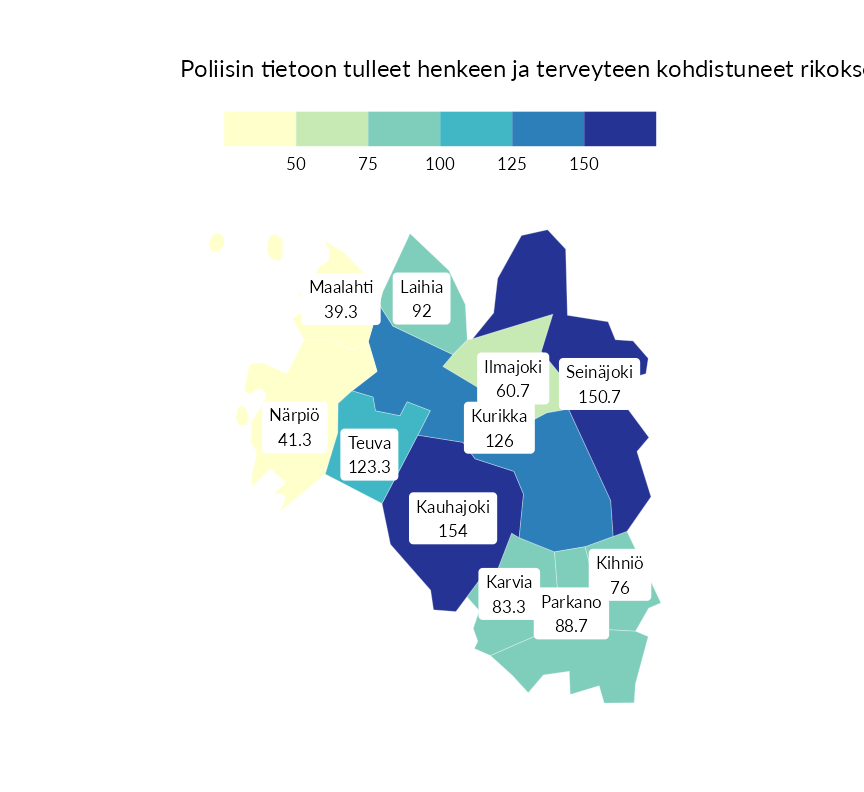 Poliisin tietoon tulleet henkeen ja terveyteen kohdistuneet
50 75 100 125 150
Maalahti
39.3
Laihia
92
Ilmajoki
60.7
Seinäjoki
150.7
Närpiö
41.3
Kurikka
126
Teuva
123.3
Kauhajoki
154
Kihniö
76
Karvia
83.3
Parkano
88.7